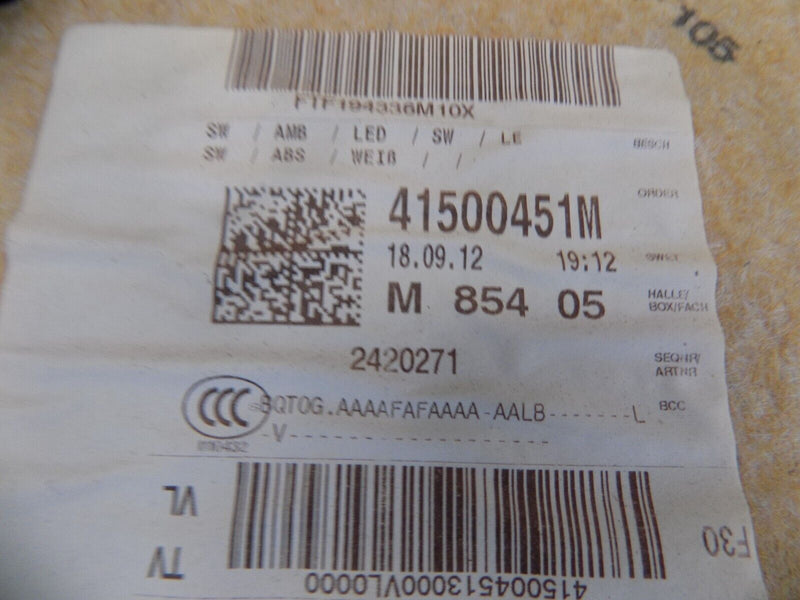 105
FTF194336M10X
SW / AMB / LED / SW / LE
SW / ABS / WEIß / /
BESCH
41500451M
ORDER
18.09.12 19:12
M 854 05
HALLE/
BOX/FACH
2420271
SEQNR/
ARTNR
CCC
BQTOG.AAAAFAFAAAA-AALB-------L
BCC
-V-------------------
VL
TV
F30
415004513000VL0000